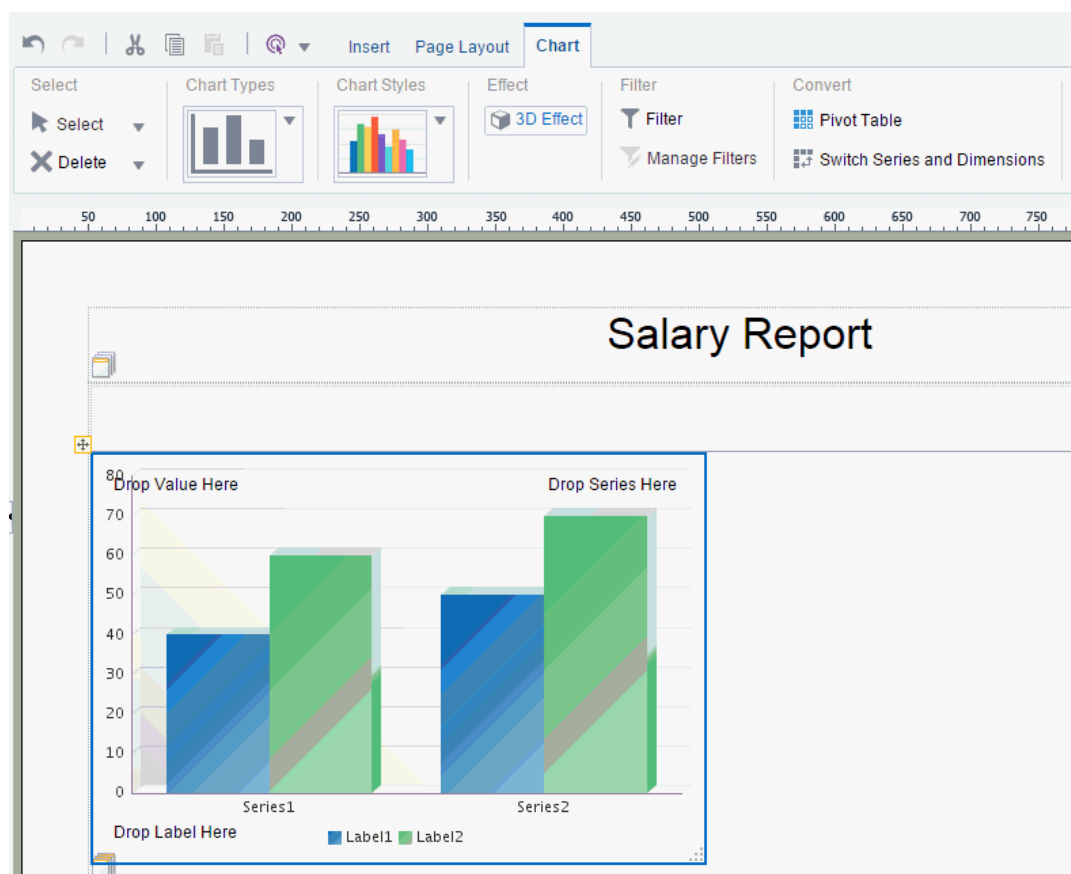 Insert Page Layout Chart
Select Chart Types Chart Styles Effect Filter Convert
Select 3D Effect Filter Pivot Table
Delete Manage Filters Switch Series and Dimensions
50 100 150 200 250 300 350 400 450 500 550 600 650 700 750
Salary Report
80
Drop Value Here Drop Series Here
70
60
50
40
30
20
10
0
Series1 Series2
Drop Label Here Label1 Label2